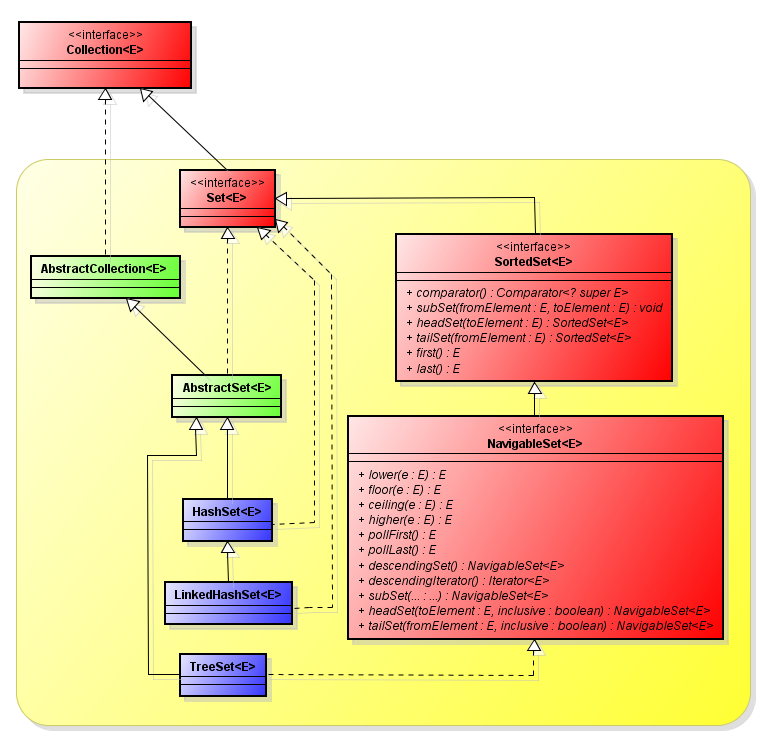 <<interface>>
Collection<E>
<<interface>>
Set<E>
<<interface>>
SortedSet<E>
+ comparator() : Comparator<? super E>
+ subSet(fromElement : E, toElement : E) : void
+ headSet(toElement : E) : SortedSet<E>
+ tailSet(fromElement : E) : SortedSet<E>
+ first() : E
+ last() : E
AbstractCollection<E>
AbstractSet<E>
<<interface>>
NavigableSet<E>
+ lower(e : E) : E
+ floor(e : E) : E
+ ceiling(e : E) : E
+ higher(e : E) : E
+ pollFirst() : E
+ pollLast() : E
+ descendingSet() : NavigableSet<E>
+ descendingIterator() : Iterator<E>
+ subSet(... : ...) : NavigableSet<E>
+ headSet(toElement : E, inclusive : boolean) : NavigableSet<E>
+ tailSet(fromElement : E, inclusive : boolean) : NavigableSet<E>
HashSet<E>
LinkedHashSet<E>
TreeSet<E>